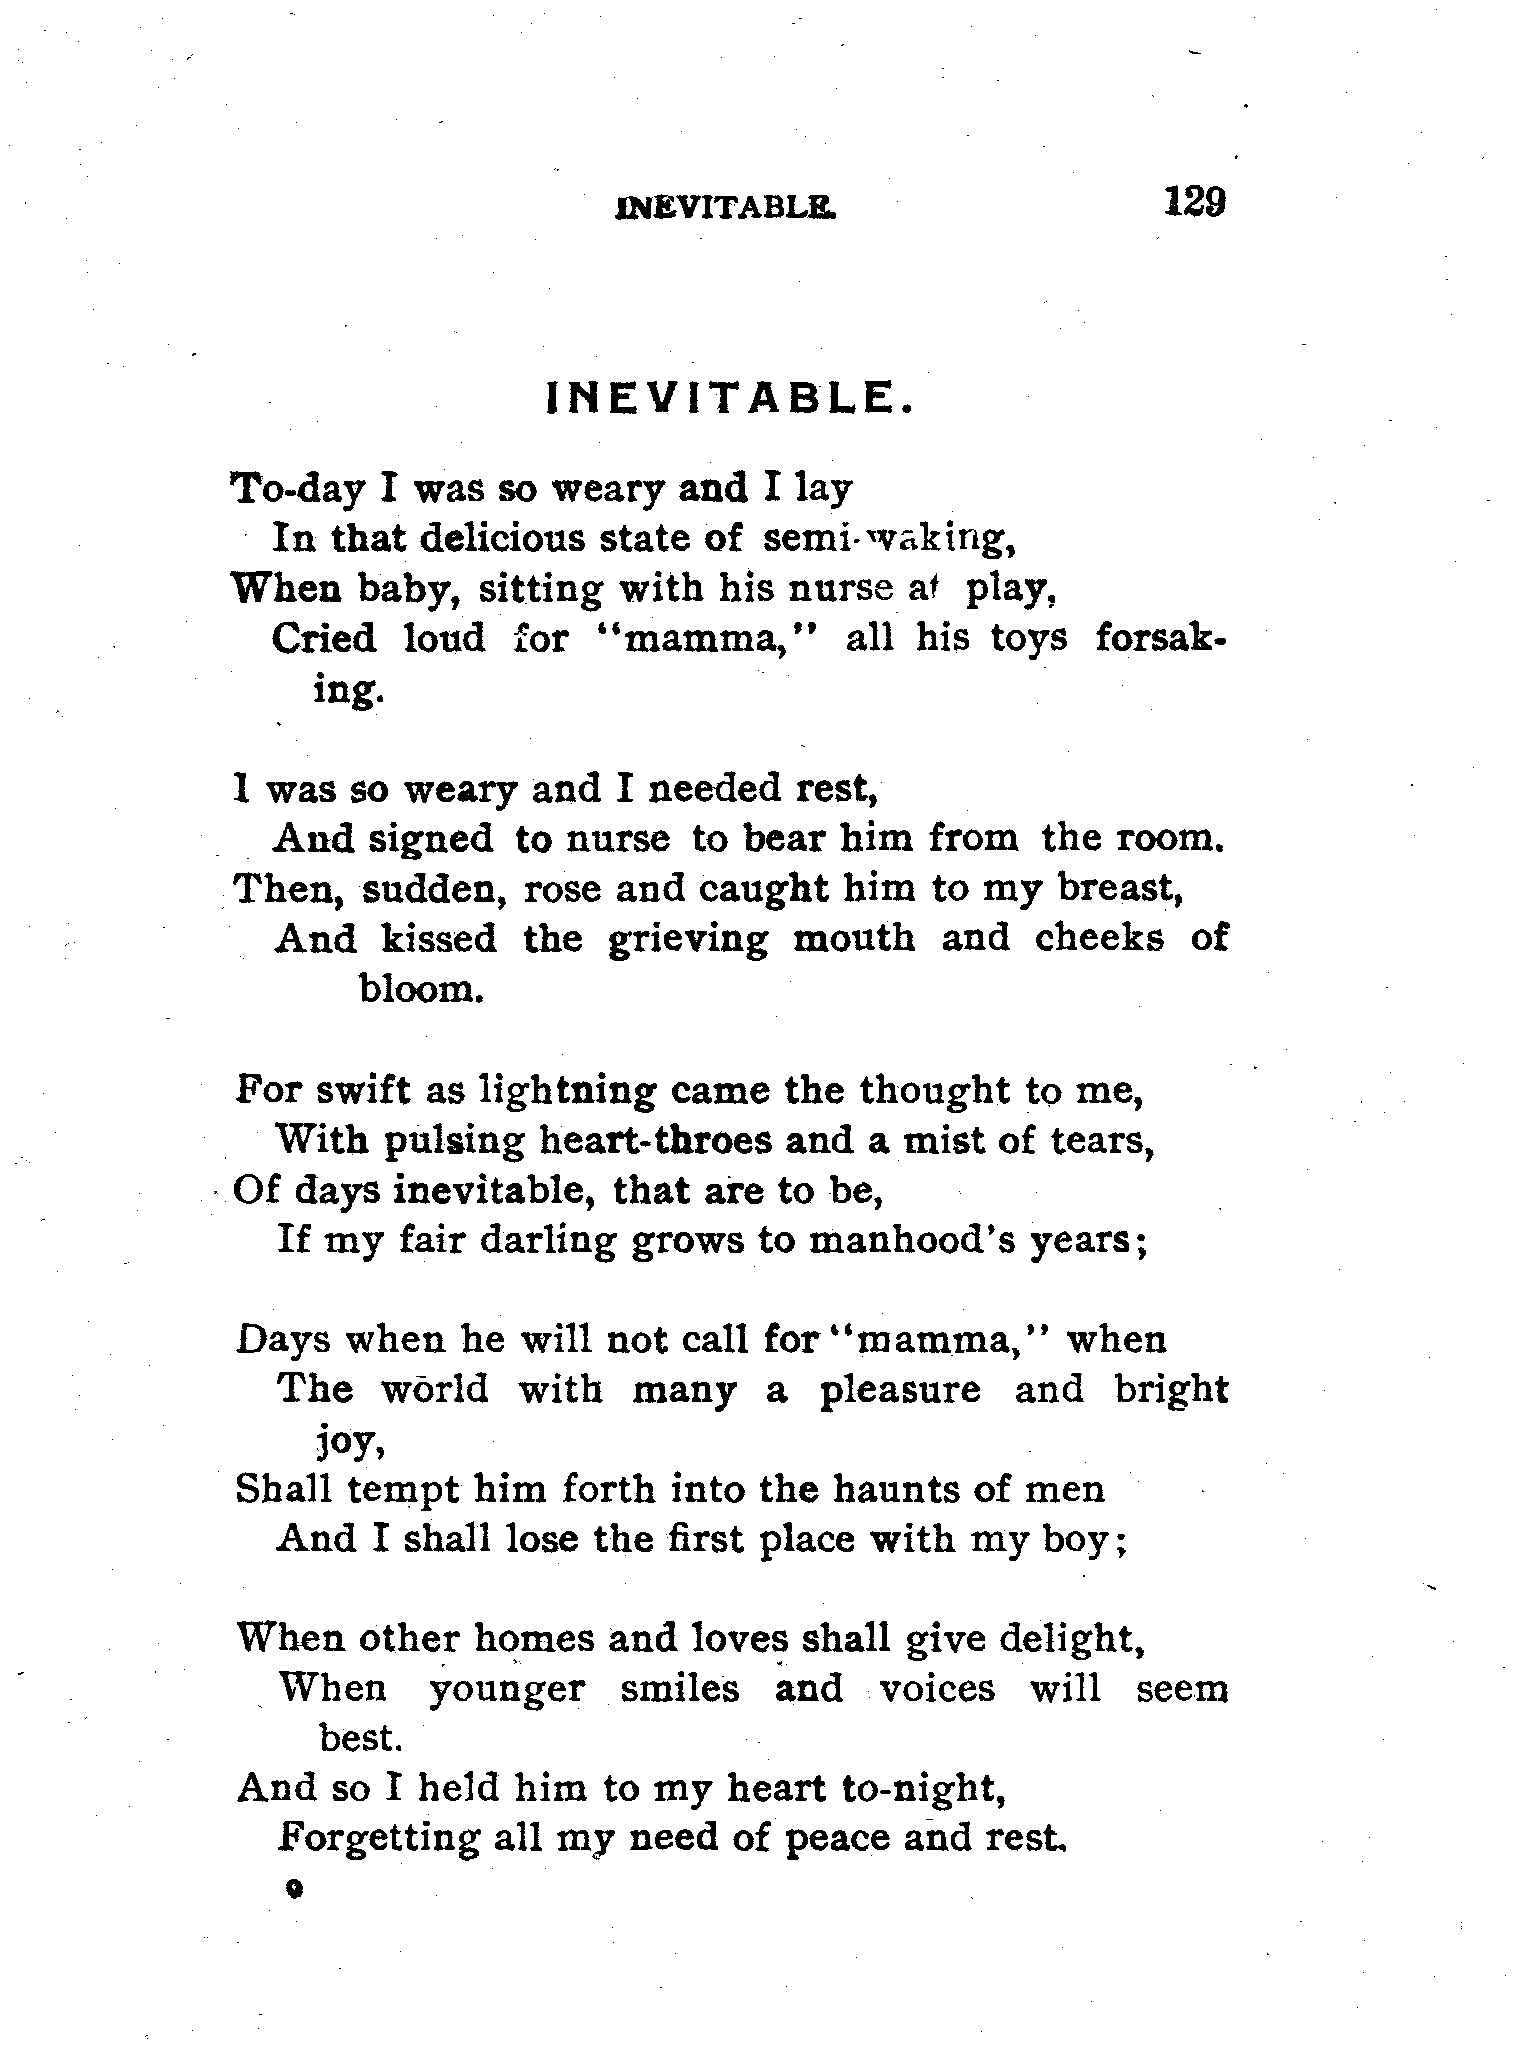 INEVITABLE. 129
INEVITABLE.
To-day I was so weary and I lay
In that delicious state of semi-waking,
When baby, sitting with his nurse at play,
Cried loud for "mamma," all his toys forsak-
ing.
I was so weary and I needed rest,
And signed to nurse to bear him from the room.
Then, sudden, rose and caught him to my breast,
And kissed the grieving mouth and cheeks of
bloom.
For swift as lightning came the thought to me,
With pulsing heart-throes and a mist of tears,
Of days inevitable, that are to be,
If my fair darling grows to manhood's years;
Days when he will not call for "mamma," when
The world with many a pleasure and bright
joy,
Shall tempt him forth into the haunts of men
And I shall lose the first place with my boy;
When other homes and loves shall give delight,
When younger smiles and voices will seem
best.
And so I held him to my heart to-night,
Forgetting all my need of peace and rest.
9